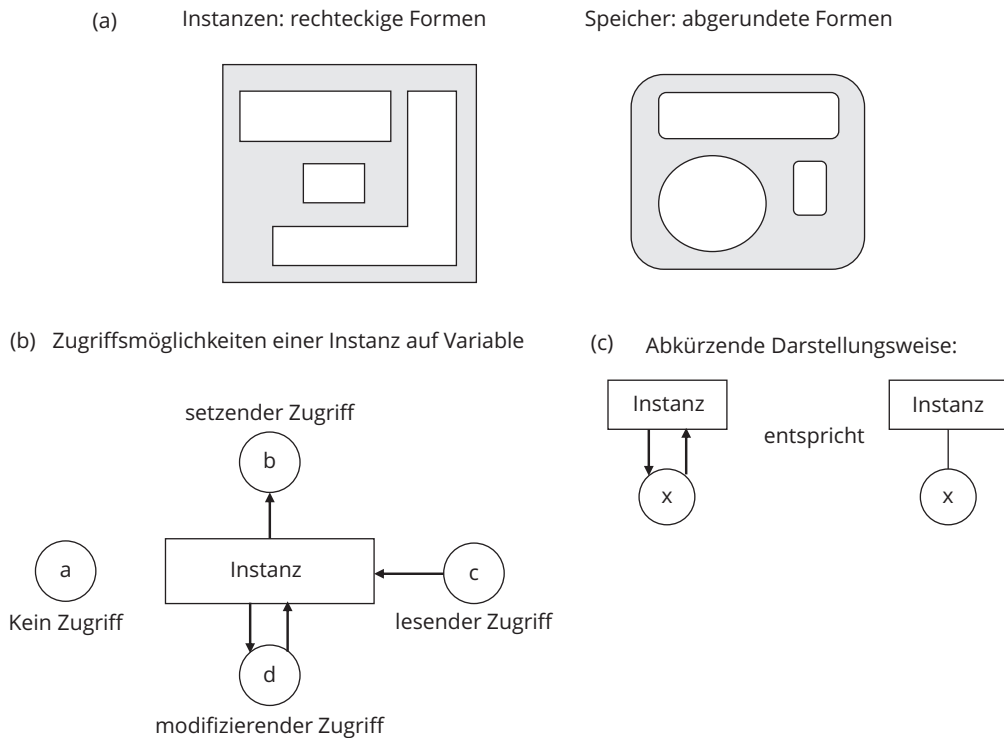 (a) Instanzen: rechteckige Formen
Speicher: abgerundete Formen
(b) Zugriffsmöglichkeiten einer Instanz auf Variable
setzender Zugriff
b
a
Kein Zugriff
Instanz
c
lesender Zugriff
d
modifizierender Zugriff
(c) Abkürzende Darstellungsweise:
Instanz
x
entspricht
Instanz
x